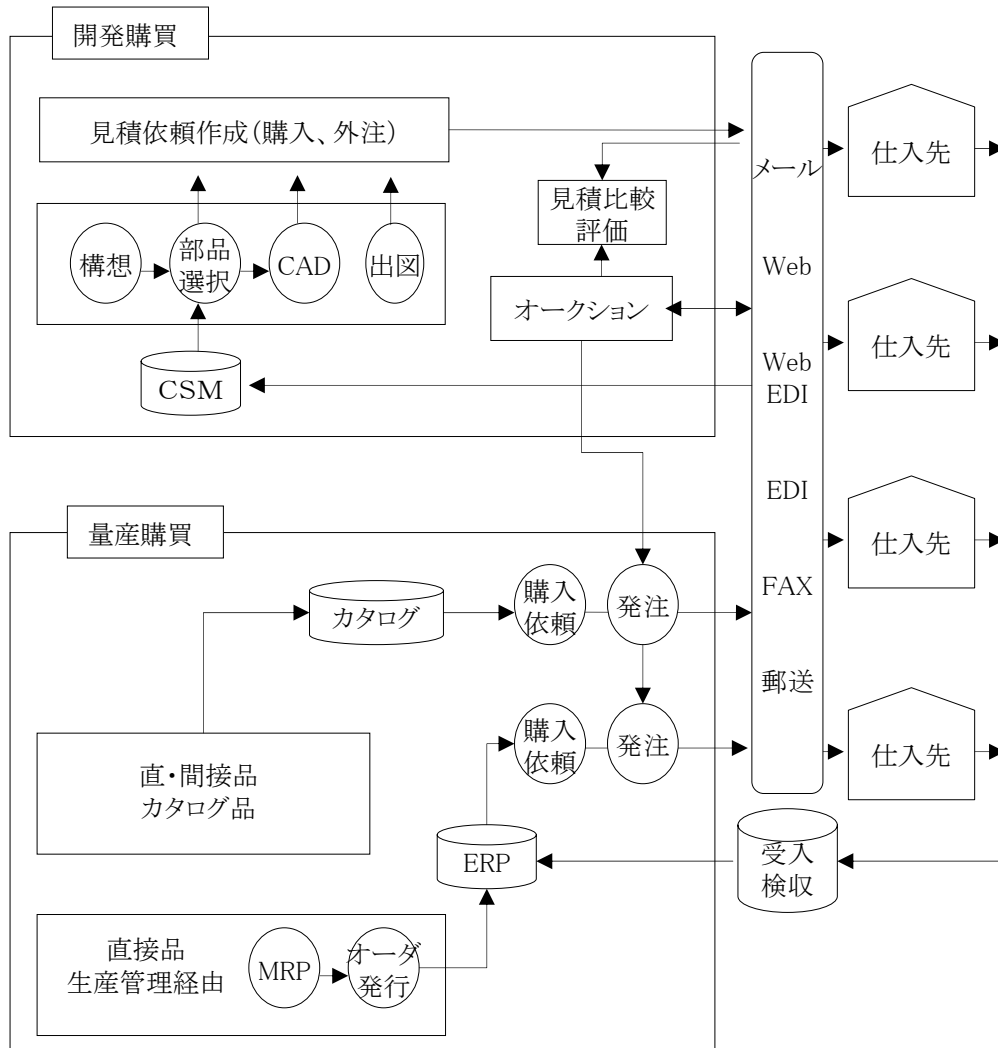 開発購買
見積依頼作成(購入、外注)
構想
部品
選択
CAD
出図
CSM
見積比較
評価
オークション
メール
Web
Web
EDI
EDI
FAX
郵送
仕入先
仕入先
仕入先
仕入先
量産購買
カタログ
購入
依頼
発注
購入
依頼
発注
直・間接品
カタログ品
ERP
受入
検収
直接品
生産管理経由
MRP
オーダ
発行